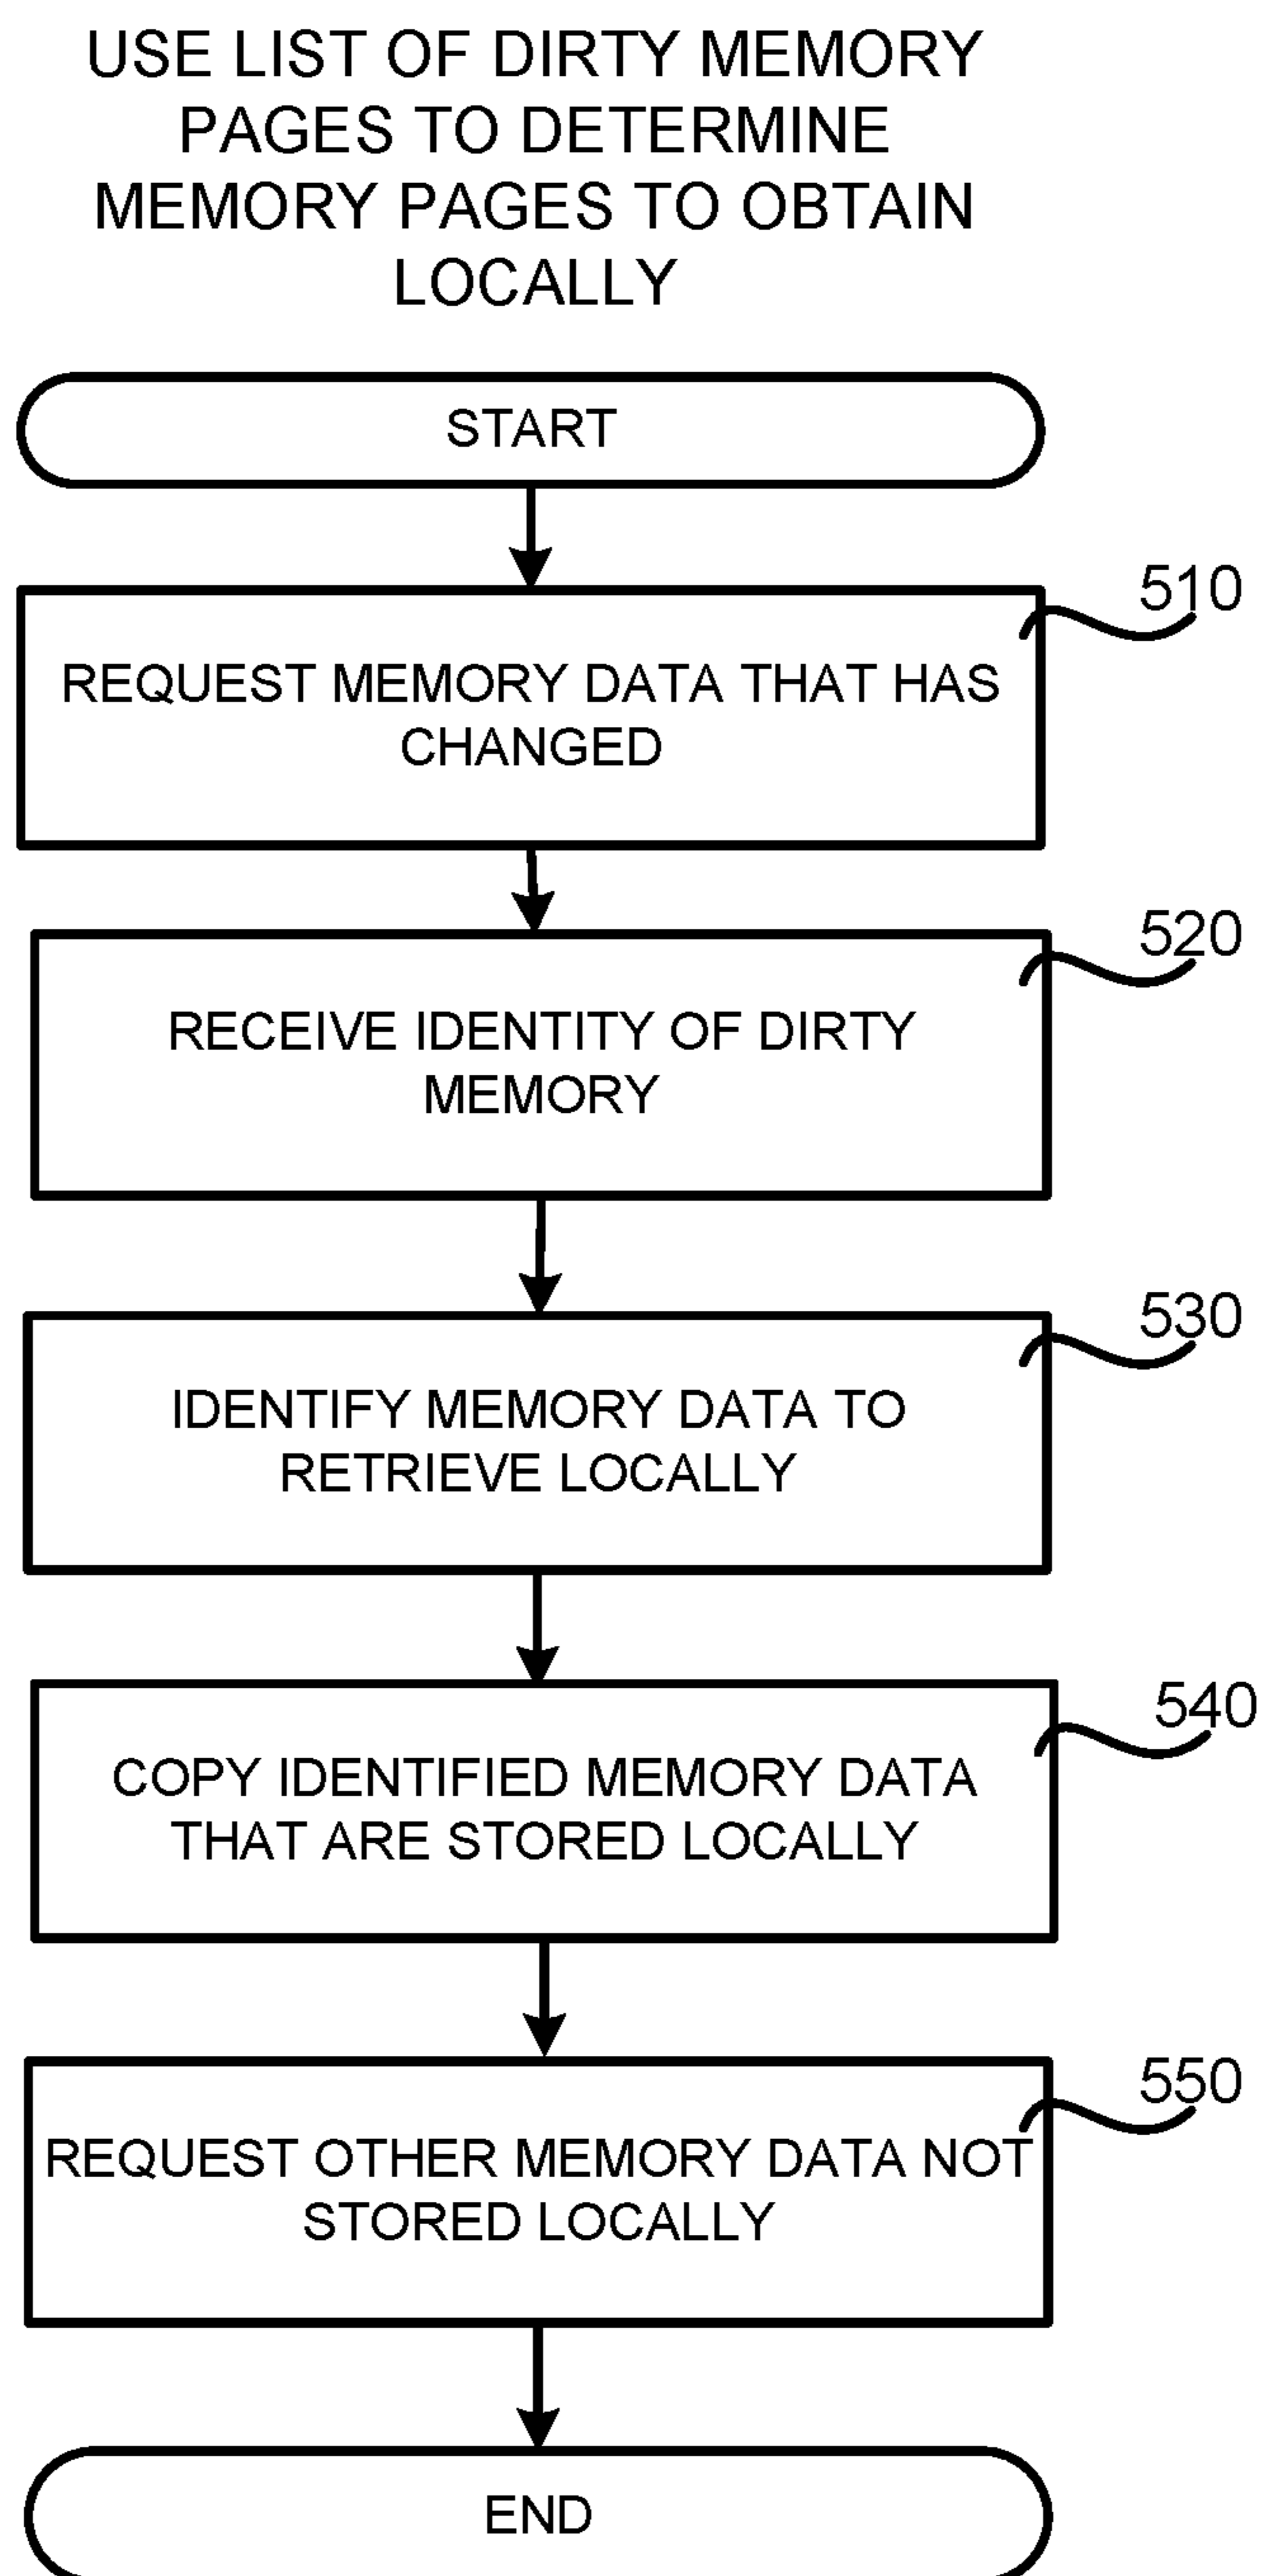 USE LIST OF DIRTY MEMORY
PAGES TO DETERMINE
MEMORY PAGES TO OBTAIN
LOCALLY
START
510
REQUEST MEMORY DATA THAT HAS
CHANGED
520
RECEIVE IDENTITY OF DIRTY
MEMORY
530
IDENTIFY MEMORY DATA TO
RETRIEVE LOCALLY
540
COPY IDENTIFIED MEMORY DATA
THAT ARE STORED LOCALLY
550
REQUEST OTHER MEMORY DATA NOT
STORED LOCALLY
END